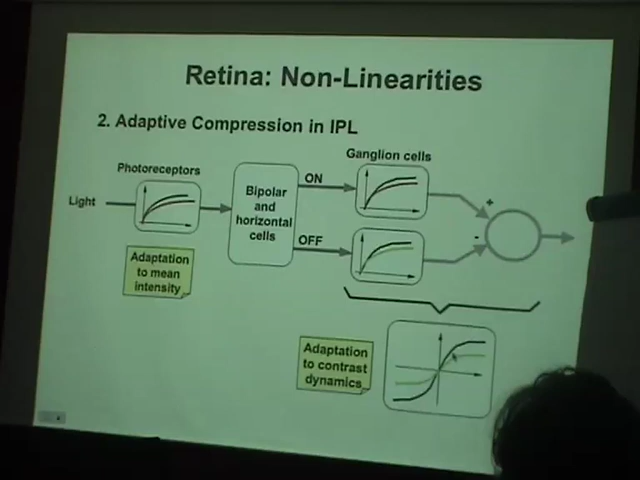 Retina: Non-Linearities
2. Adaptive Compression in IPL
Ganglion cells
Photoreceptors
ON
Light
Bipolar
and
horizontal
cells
+
OFF
-
Adaptation
to mean
intensity
Adaptation
to contrast
dynamics